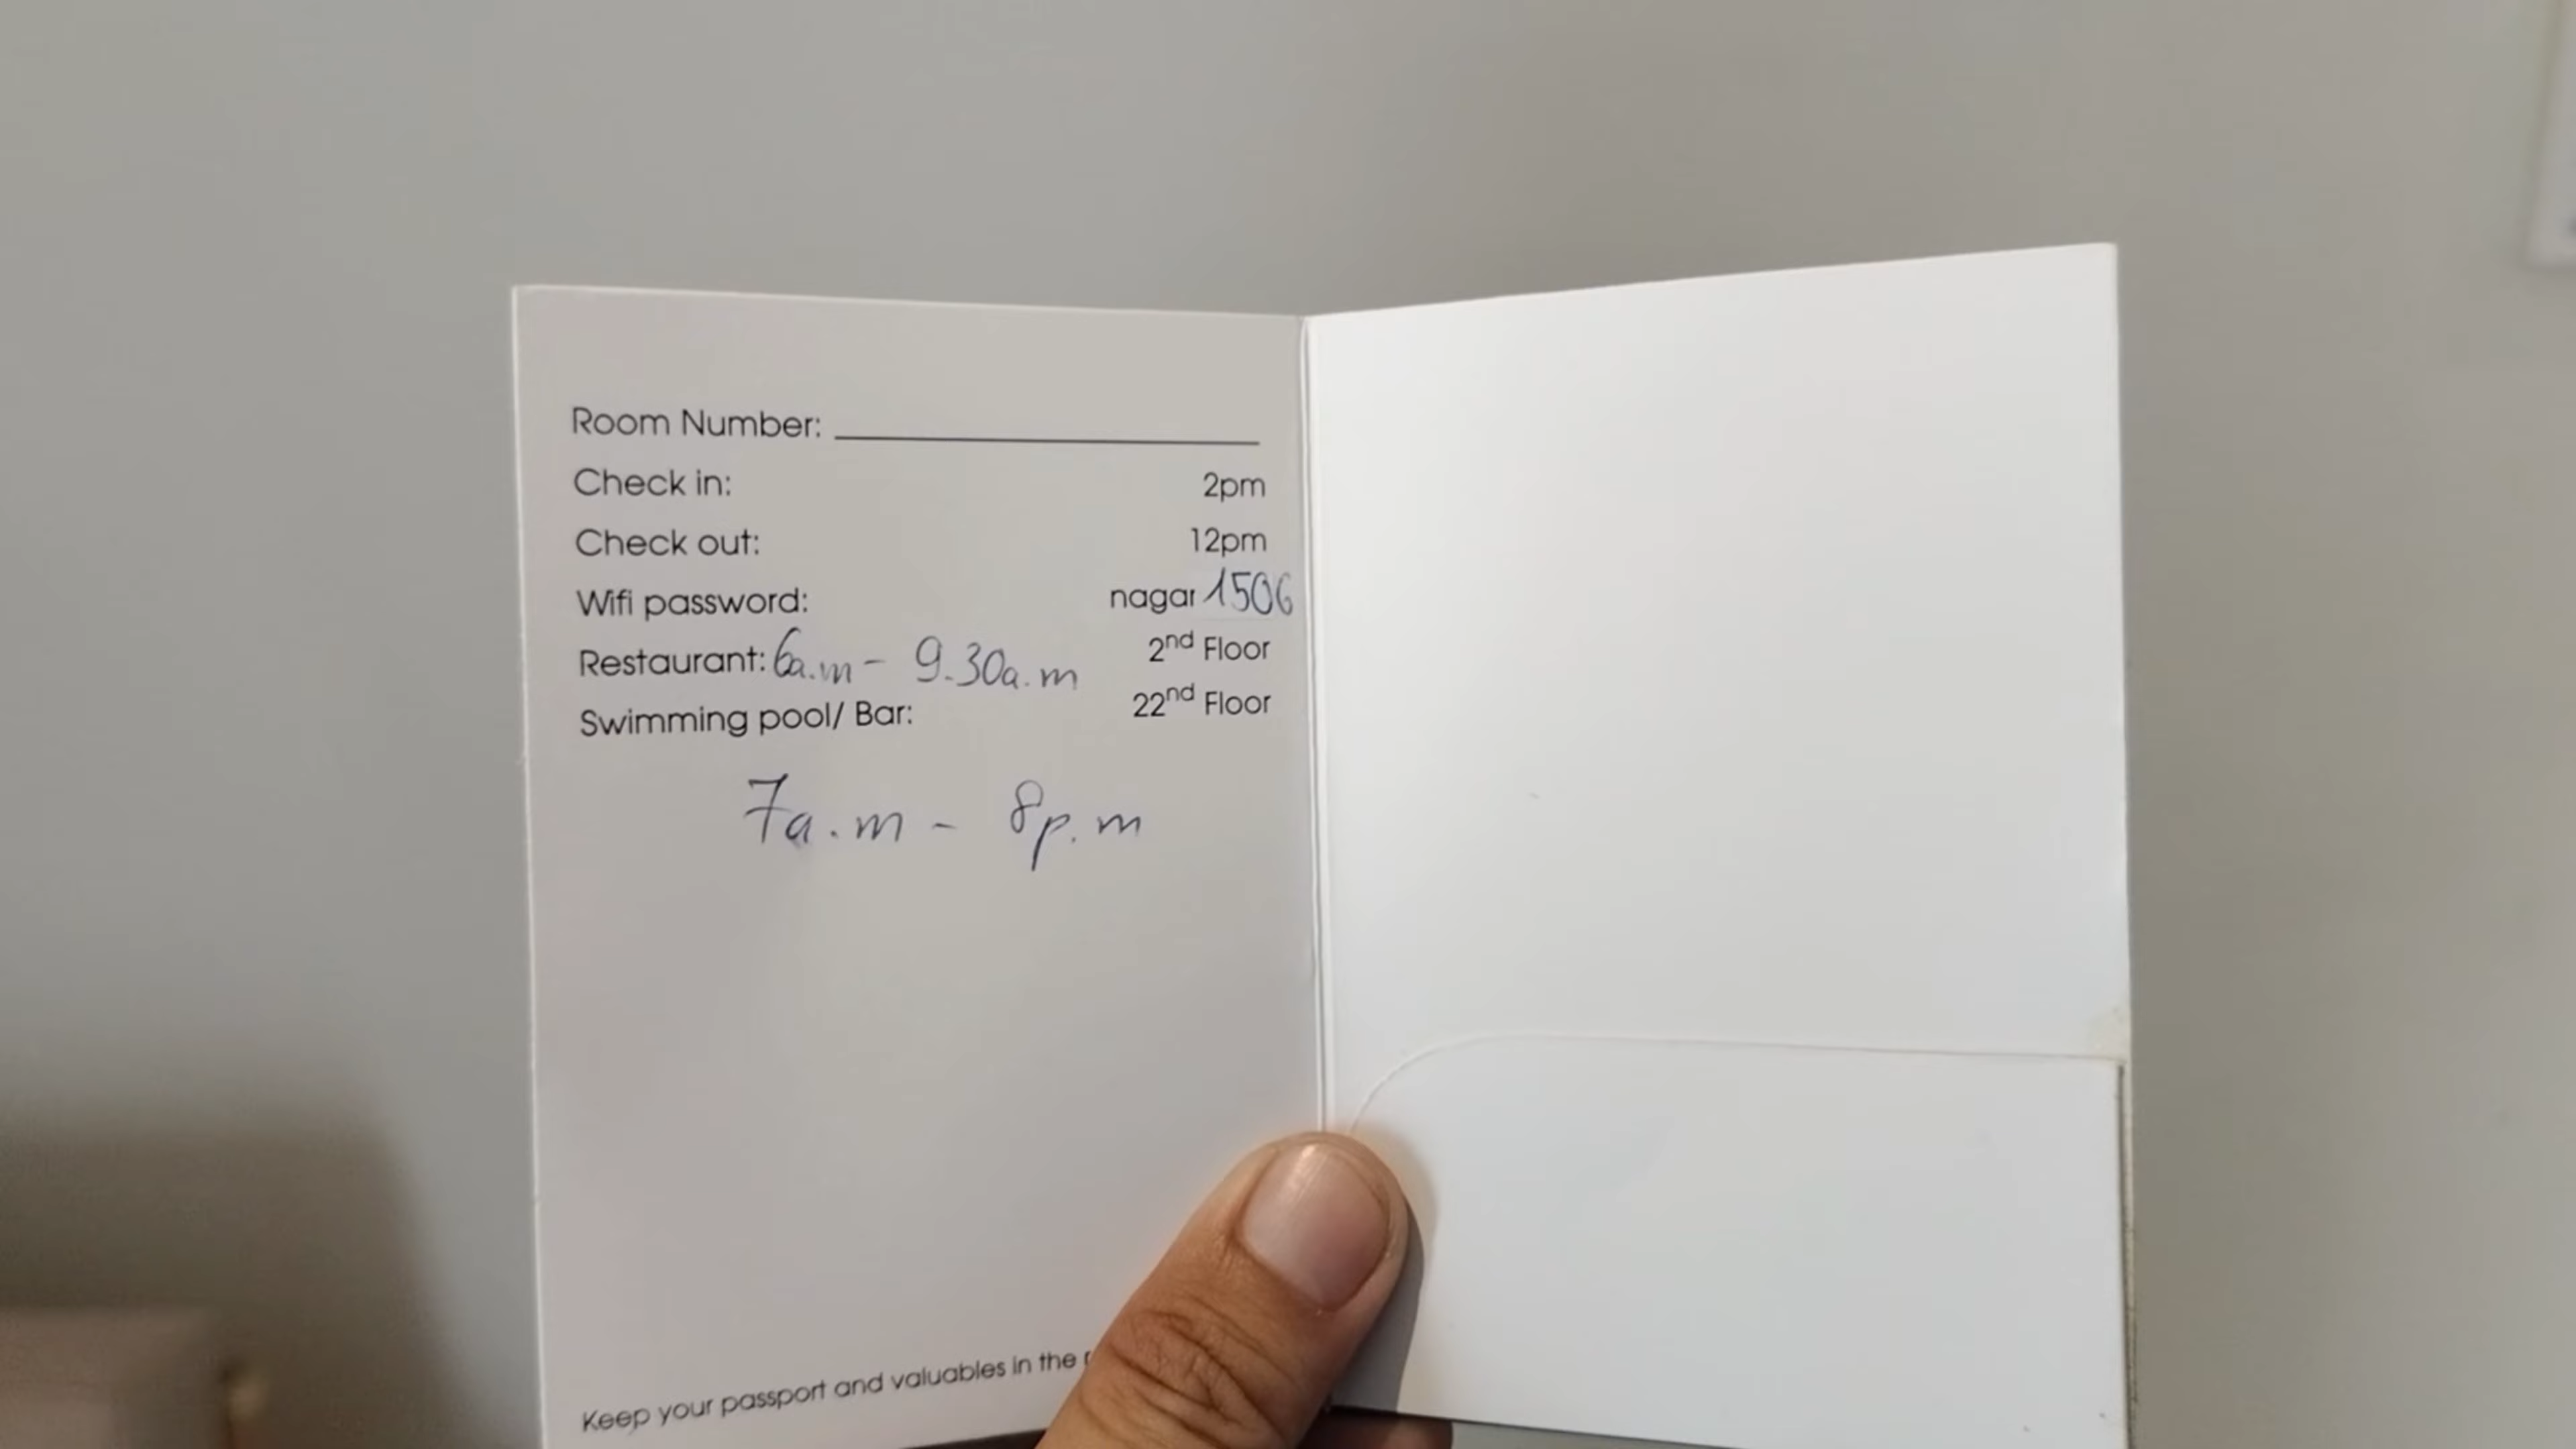 Room Number:
Check in: 2pm
Check out: 12pm
Wifi password: nagar 1506
Restaurant: 6a.m - 9.30a.m 2nd Floor
Swimming pool/ Bar: 22nd Floor
7a.m - 8p.m
Keep your passport and valuables in the